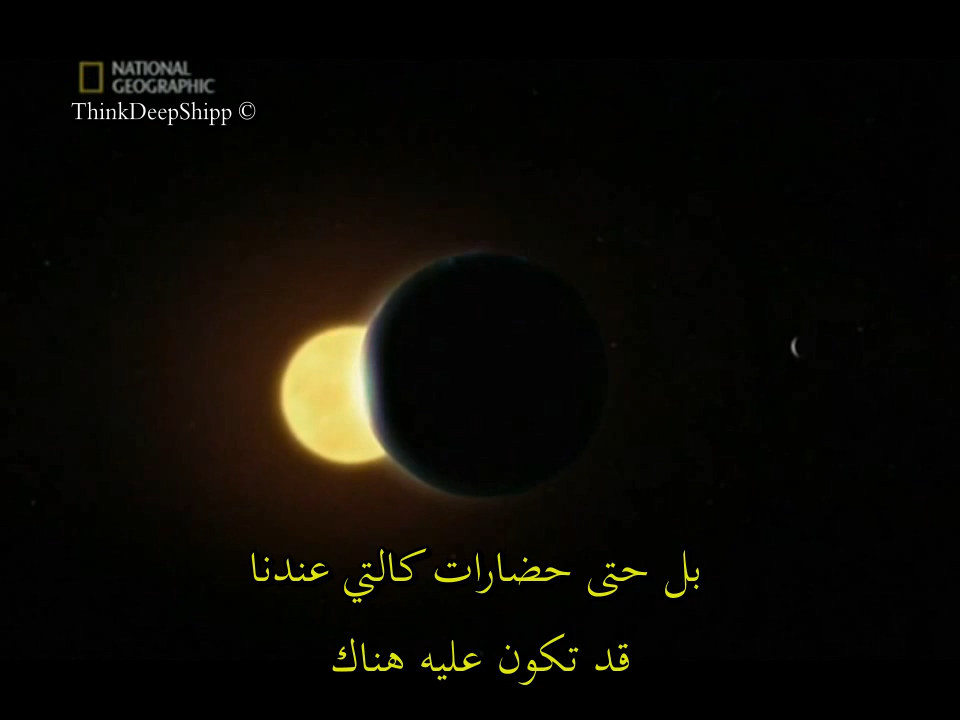 NATIONAL
GEOGRAPHIC
ThinkDeepShipp ©
بل حتى حضارات كالتي عندنا
قد تكون عليه هناك